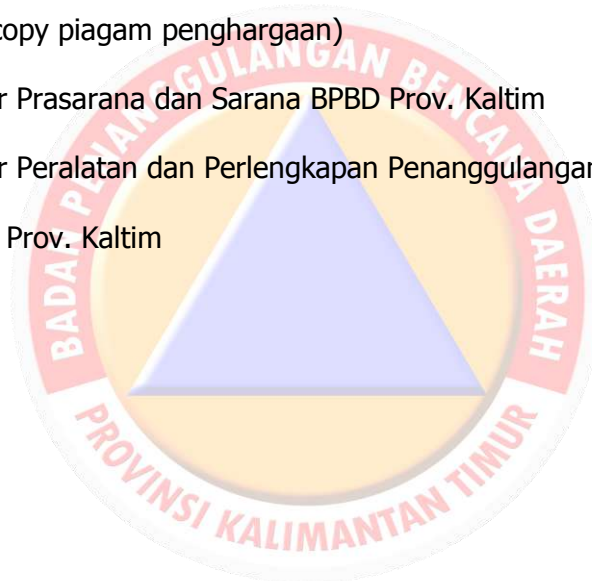 copy piagam penghargaan)
r Prasarana dan Sarana BPBD Prov. Kaltim
r Peralatan dan Perlengkapan Penanggulangan
Prov. Kaltim
BADAN PENANGGULANGAN BENCANA DAERAH
PROVINSI KALIMANTAN TIMUR